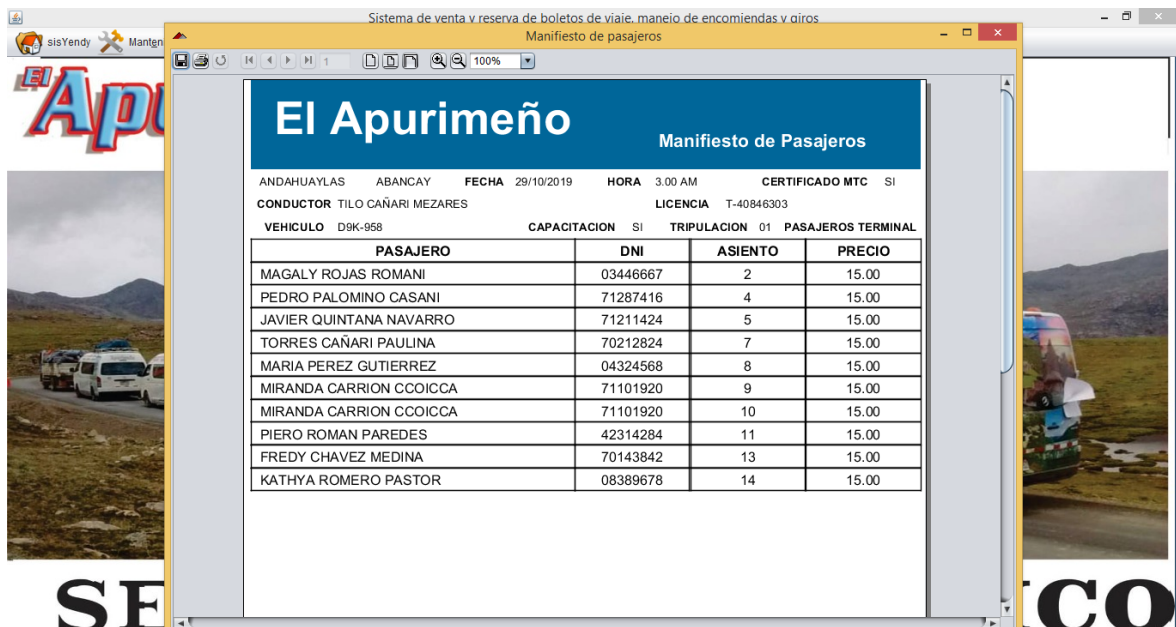 Sistema de venta y reserva de boletos de viaje, manejo de encomiendas y giros
sisYendy
Manifiesto de pasajeros
1
100%
El
El Apurimeño
Manifiesto de Pasajeros
ANDAHUAYLAS ABANCAY FECHA 29/10/2019 HORA 3.00 AM CERTIFICADO MTC SI
CONDUCTOR TILO CAÑARI MEZARES LICENCIA T-40846303
VEHICULO D9K-958 CAPACITACION SI TRIPULACION 01 PASAJEROS TERMINAL
PASAJERO DNI ASIENTO PRECIO
MAGALY ROJAS ROMANI 03446667 2 15.00
PEDRO PALOMINO CASANI 71287416 4 15.00
JAVIER QUINTANA NAVARRO 71211424 5 15.00
TORRES CAÑARI PAULINA 70212824 7 15.00
MARIA PEREZ GUTIERREZ 04324568 8 15.00
MIRANDA CARRION CCOICCA 71101920 9 15.00
MIRANDA CARRION CCOICCA 71101920 10 15.00
PIERO ROMAN PAREDES 42314284 11 15.00
FREDY CHAVEZ MEDINA 70143842 13 15.00
KATHYA ROMERO PASTOR 08389678 14 15.00